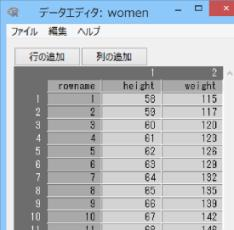 データエディタ: women
ファイル 編集 ヘルプ
行の追加 列の追加
1 2
rowname height weight
1 1 58 115
2 2 59 117
3 3 60 120
4 4 61 123
5 5 62 126
6 6 63 129
7 7 64 132
8 8 65 135
9 9 66 139
10 10 67 142
11 11 68 146